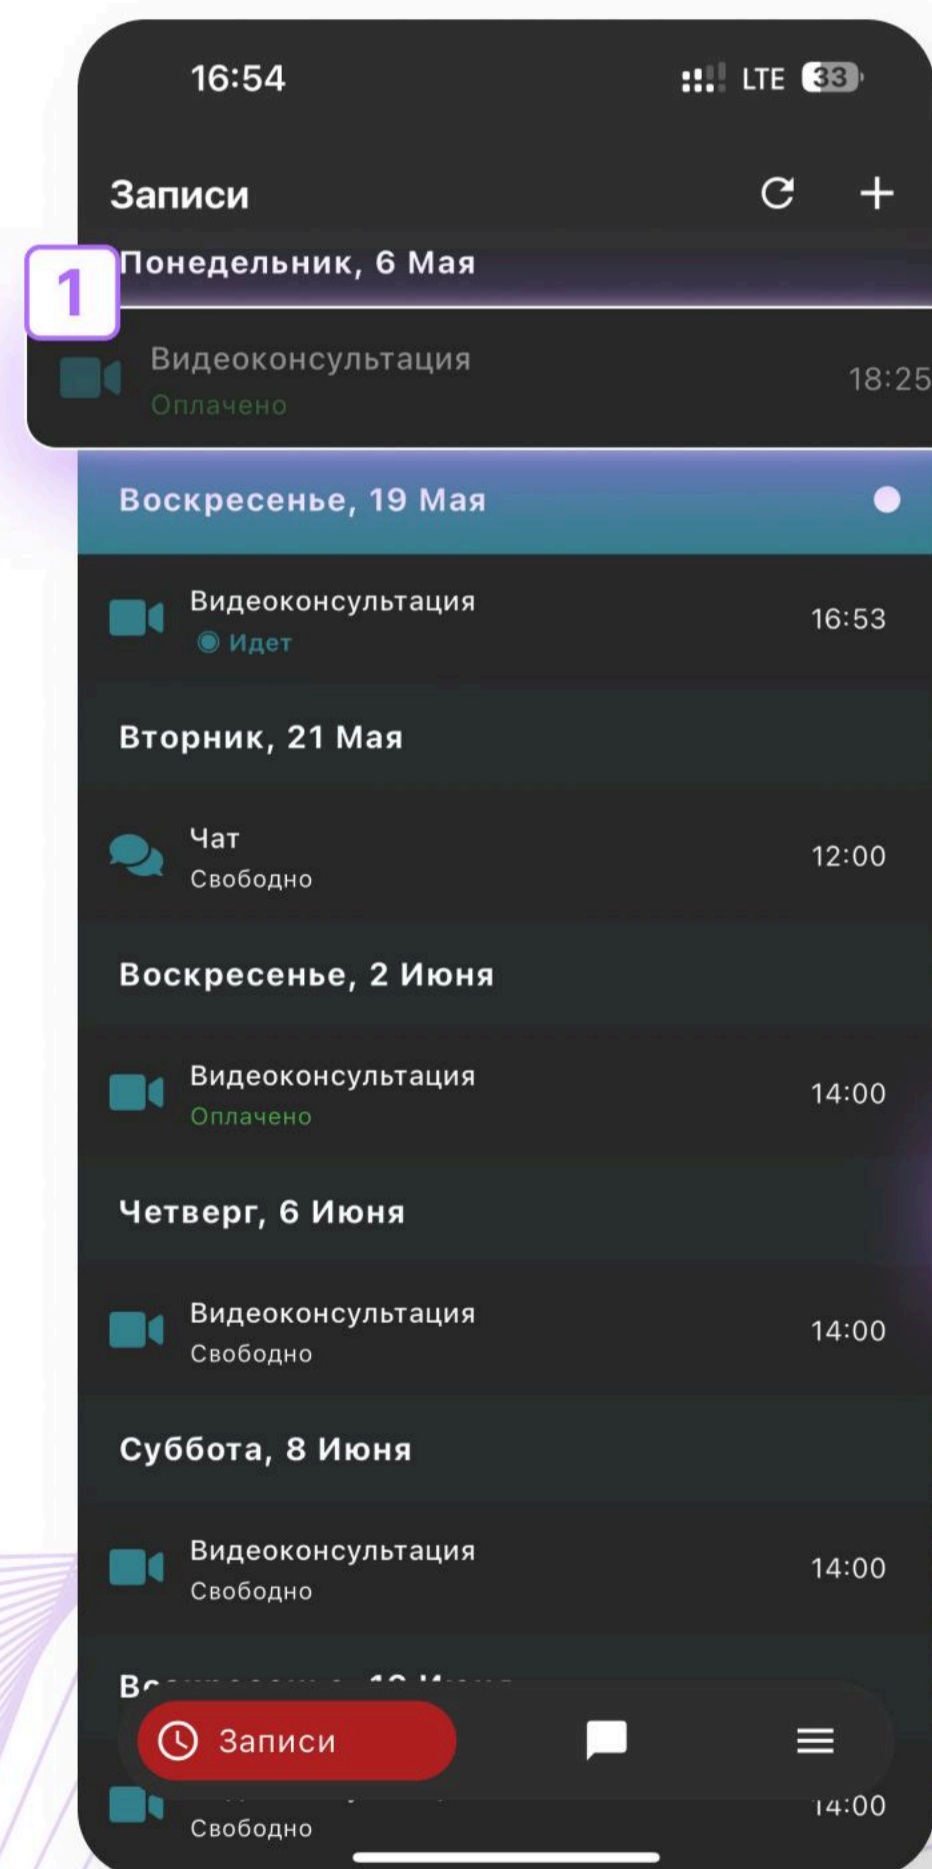 16:54 LTE 33
Записи
1
Понедельник, 6 Мая
Видеоконсультация 18:25
Оплачено
Воскресенье, 19 Мая
Видеоконсультация 16:53
Идет
Вторник, 21 Мая
Чат 12:00
Свободно
Воскресенье, 2 Июня
Видеоконсультация 14:00
Оплачено
Четверг, 6 Июня
Видеоконсультация 14:00
Свободно
Суббота, 8 Июня
Видеоконсультация 14:00
Свободно
Записи
14:00
Свободно